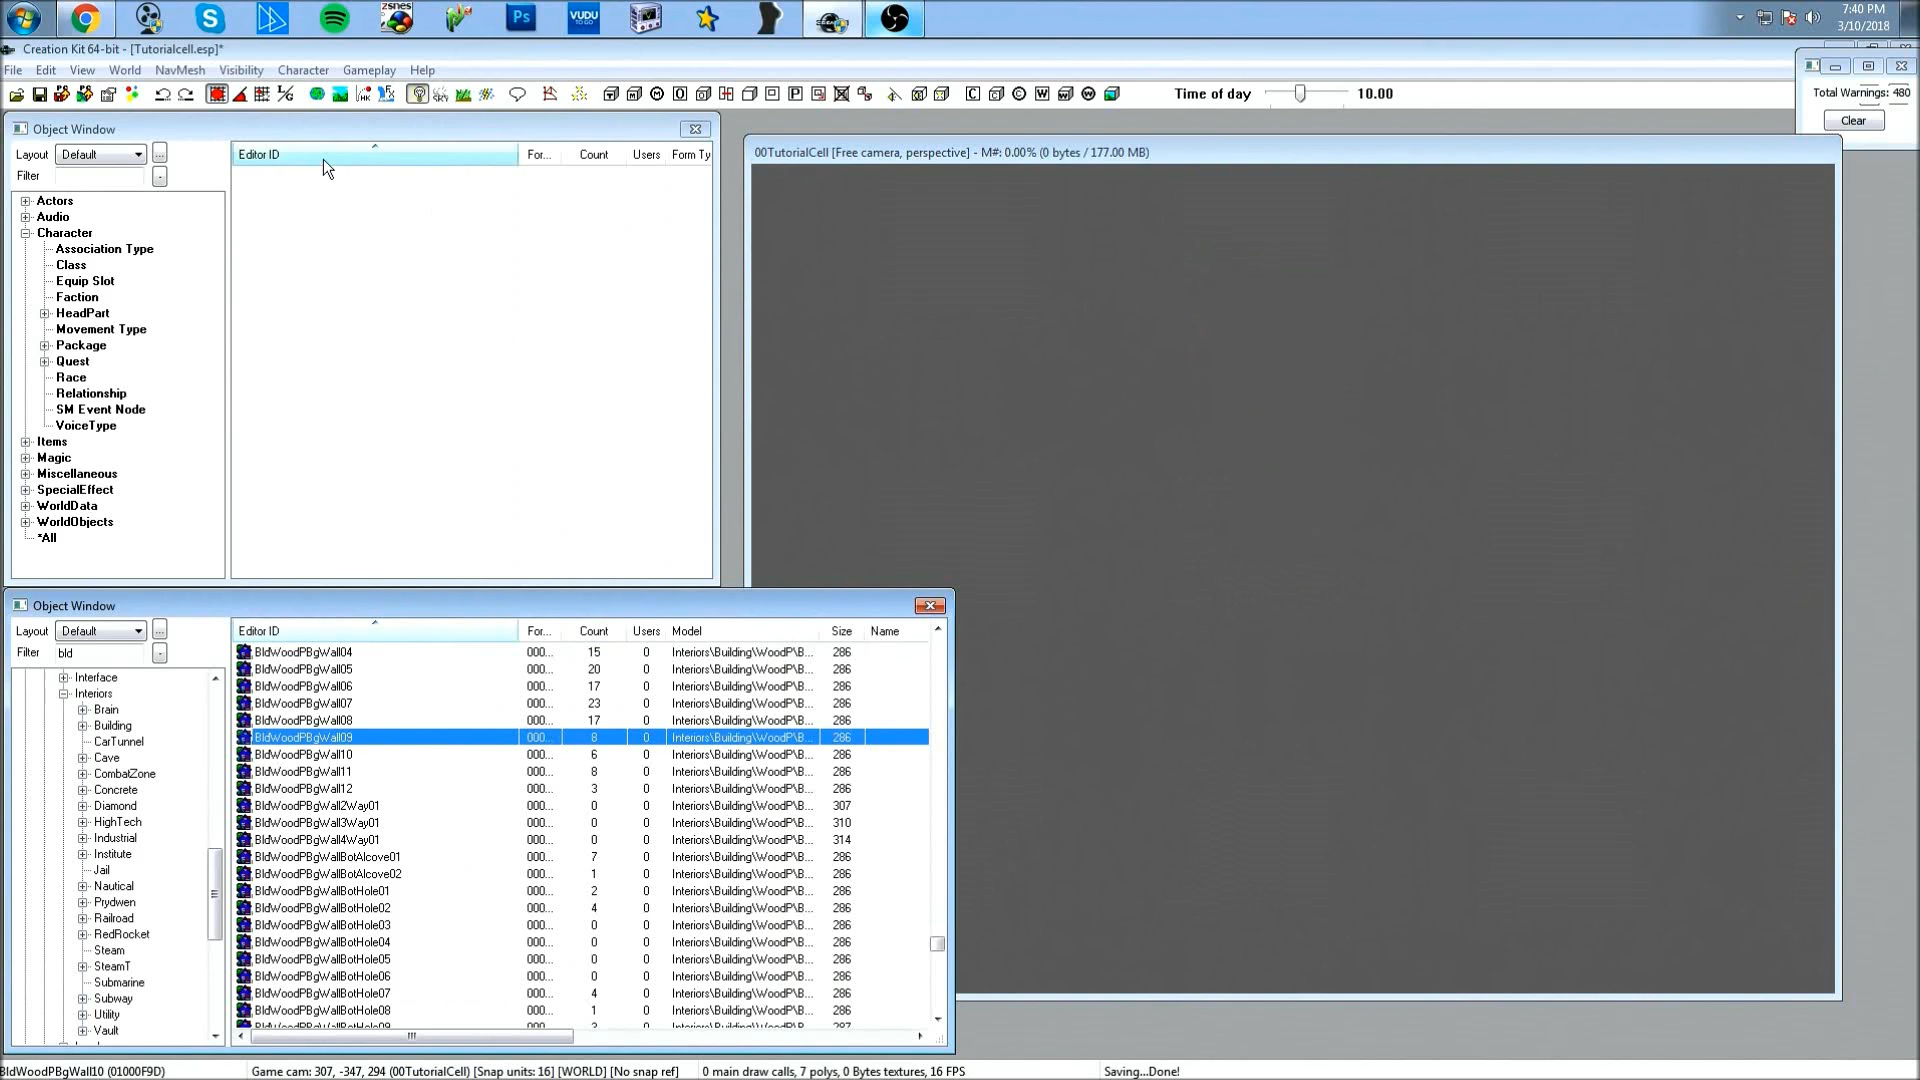 zsnes
Ps
VUDU
TO GO
7:40 PM
3/10/2018
Creation Kit 64-bit - [Tutorialcell.esp]*
File Edit View World NavMesh Visibility Character Gameplay Help
Time of day 10.00
Total Warnings: 480
Clear
Object Window
Layout Default ...
Filter
Editor ID For... Count Users Form Ty
Actors
Audio
Character
Association Type
Class
Equip Slot
Faction
HeadPart
Movement Type
Package
Quest
Race
Relationship
SM Event Node
VoiceType
Items
Magic
Miscellaneous
SpecialEffect
WorldData
WorldObjects
*All
00TutorialCell [Free camera, perspective] - M#: 0.00% (0 bytes / 177.00 MB)
Object Window
Layout Default ...
Filter bld
Editor ID For... Count Users Model Size Name
Interface
Interiors
Brain
Building
CarTunnel
Cave
CombatZone
Concrete
Diamond
HighTech
Industrial
Institute
Jail
Nautical
Prydwen
Railroad
RedRocket
Steam
SteamT
Submarine
Subway
Utility
Vault
BldWoodPBgWall04 000... 15 0 Interiors\Building\WoodP\B... 286
BldWoodPBgWall05 000... 20 0 Interiors\Building\WoodP\B... 286
BldWoodPBgWall06 000... 17 0 Interiors\Building\WoodP\B... 286
BldWoodPBgWall07 000... 23 0 Interiors\Building\WoodP\B... 286
BldWoodPBgWall08 000... 17 0 Interiors\Building\WoodP\B... 286
BldWoodPBgWall09 000... 8 0 Interiors\Building\WoodP\B... 286
BldWoodPBgWall10 000... 6 0 Interiors\Building\WoodP\B... 286
BldWoodPBgWall11 000... 8 0 Interiors\Building\WoodP\B... 286
BldWoodPBgWall12 000... 3 0 Interiors\Building\WoodP\B... 286
BldWoodPBgWall2Way01 000... 0 0 Interiors\Building\WoodP\B... 307
BldWoodPBgWall3Way01 000... 0 0 Interiors\Building\WoodP\B... 310
BldWoodPBgWall4Way01 000... 0 0 Interiors\Building\WoodP\B... 314
BldWoodPBgWallBotAlcove01 000... 7 0 Interiors\Building\WoodP\B... 286
BldWoodPBgWallBotAlcove02 000... 1 0 Interiors\Building\WoodP\B... 286
BldWoodPBgWallBotHole01 000... 2 0 Interiors\Building\WoodP\B... 286
BldWoodPBgWallBotHole02 000... 4 0 Interiors\Building\WoodP\B... 286
BldWoodPBgWallBotHole03 000... 0 0 Interiors\Building\WoodP\B... 286
BldWoodPBgWallBotHole04 000... 0 0 Interiors\Building\WoodP\B... 286
BldWoodPBgWallBotHole05 000... 0 0 Interiors\Building\WoodP\B... 286
BldWoodPBgWallBotHole06 000... 0 0 Interiors\Building\WoodP\B... 286
BldWoodPBgWallBotHole07 000... 4 0 Interiors\Building\WoodP\B... 286
BldWoodPBgWallBotHole08 000... 1 0 Interiors\Building\WoodP\B... 286
BldWoodPBgWall10 (01000F9D) Game cam: 307, -347, 294 (00TutorialCell) [Snap units: 16] [WORLD] [No snap ref] 0 main draw calls, 7 polys, 0 Bytes textures, 16 FPS Saving...Done!